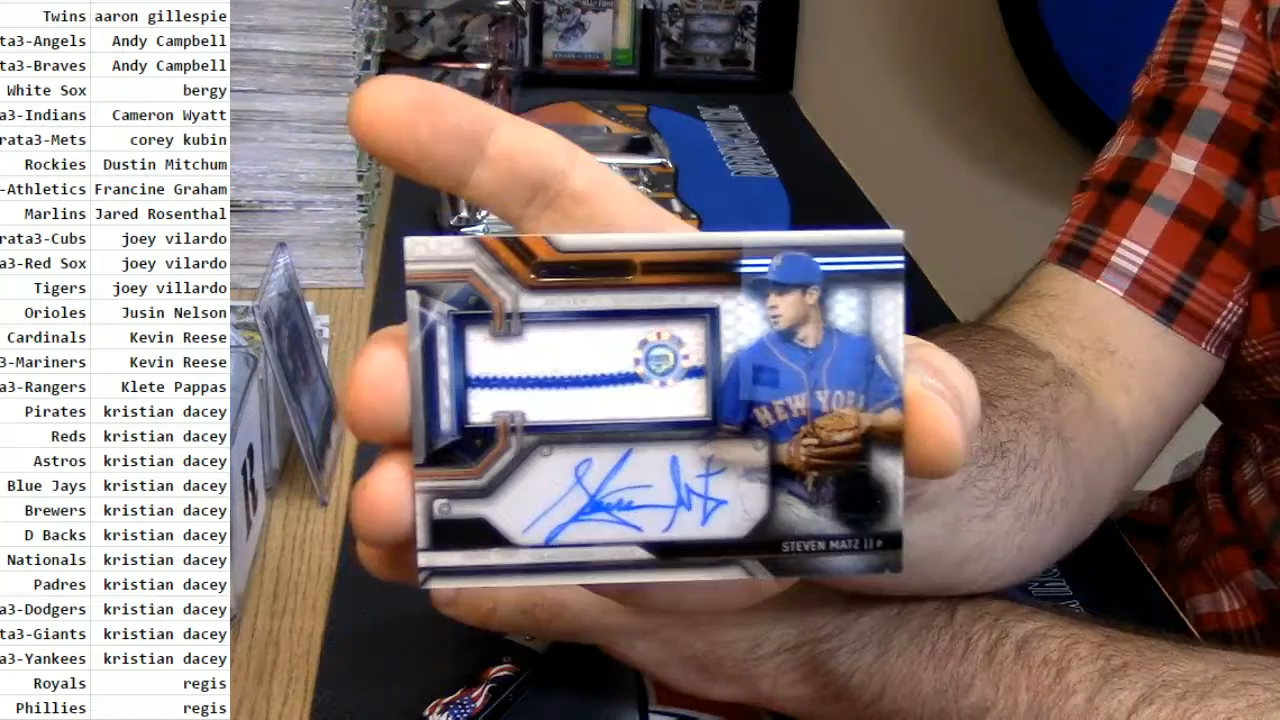 Twins aaron gillespie
ta3-Angels Andy Campbell
ta3-Braves Andy Campbell
White Sox bergy
a3-Indians Cameron Wyatt
rata3-Mets corey kubin
Rockies Dustin Mitchum
-Athletics Francine Graham
Marlins Jared Rosenthal
rata3-Cubs joey vilardo
a3-Red Sox joey vilardo
Tigers joey villardo
Orioles Jusin Nelson
Cardinals Kevin Reese
3-Mariners Kevin Reese
a3-Rangers Klete Pappas
Pirates kristian dacey
Reds kristian dacey
Astros kristian dacey
Blue Jays kristian dacey
Brewers kristian dacey
D Backs kristian dacey
Nationals kristian dacey
Padres kristian dacey
a3-Dodgers kristian dacey
ta3-Giants kristian dacey
a3-Yankees kristian dacey
Royals regis
Phillies regis
NEW YORK
STEVEN MATZ || P